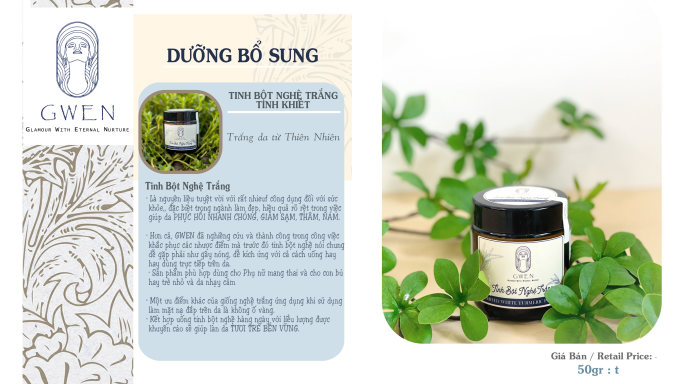 GWEN
GLAMOUR WITH ETERNAL NURTURE
DƯỠNG BỔ SUNG
TINH BỘT NGHỆ TRẮNG
TINH KHIẾT
Trắng da từ Thiên Nhiên
Tinh Bột Nghệ Trắng
- Là nguyên liệu tuyệt vời với rất nhieuf công dụng đối với sức
khỏe, đặc biệt trong ngành làm đẹp, hiệu quả rõ rệt trong việc
giúp da PHỤC HỒI NHANH CHÓNG, GIẢM SẠM, THÂM, NÁM.
- Hơn cả, GWEN đã nghiên cứu và thành công trong công việc
khắc phục các nhược điểm mà trước đó tinh bột nghệ nói chung
dễ gặp phải như gây nóng, dễ kích ứng với cả cách uống hay
hay dùng trực tiếp trên da.
- Sản phẩm phù hợp dùng cho Phụ nữ mang thai và cho con bú
hay trẻ nhỏ và da nhạy cảm
- Một ưu điểm khác của giống nghệ trắng ứng dụng khi sử dụng
làm mặt nạ đắp trên da là không ố vàng.
- Kết hợp uống tinh bột nghệ hàng ngày với liều lượng được
khuyến cáo sẽ giúp làn da TƯƠI TRẺ BỀN VỮNG.
GWEN
Tinh Bột Nghệ Trắng
Giá Bán / Retail Price: -
50gr : t